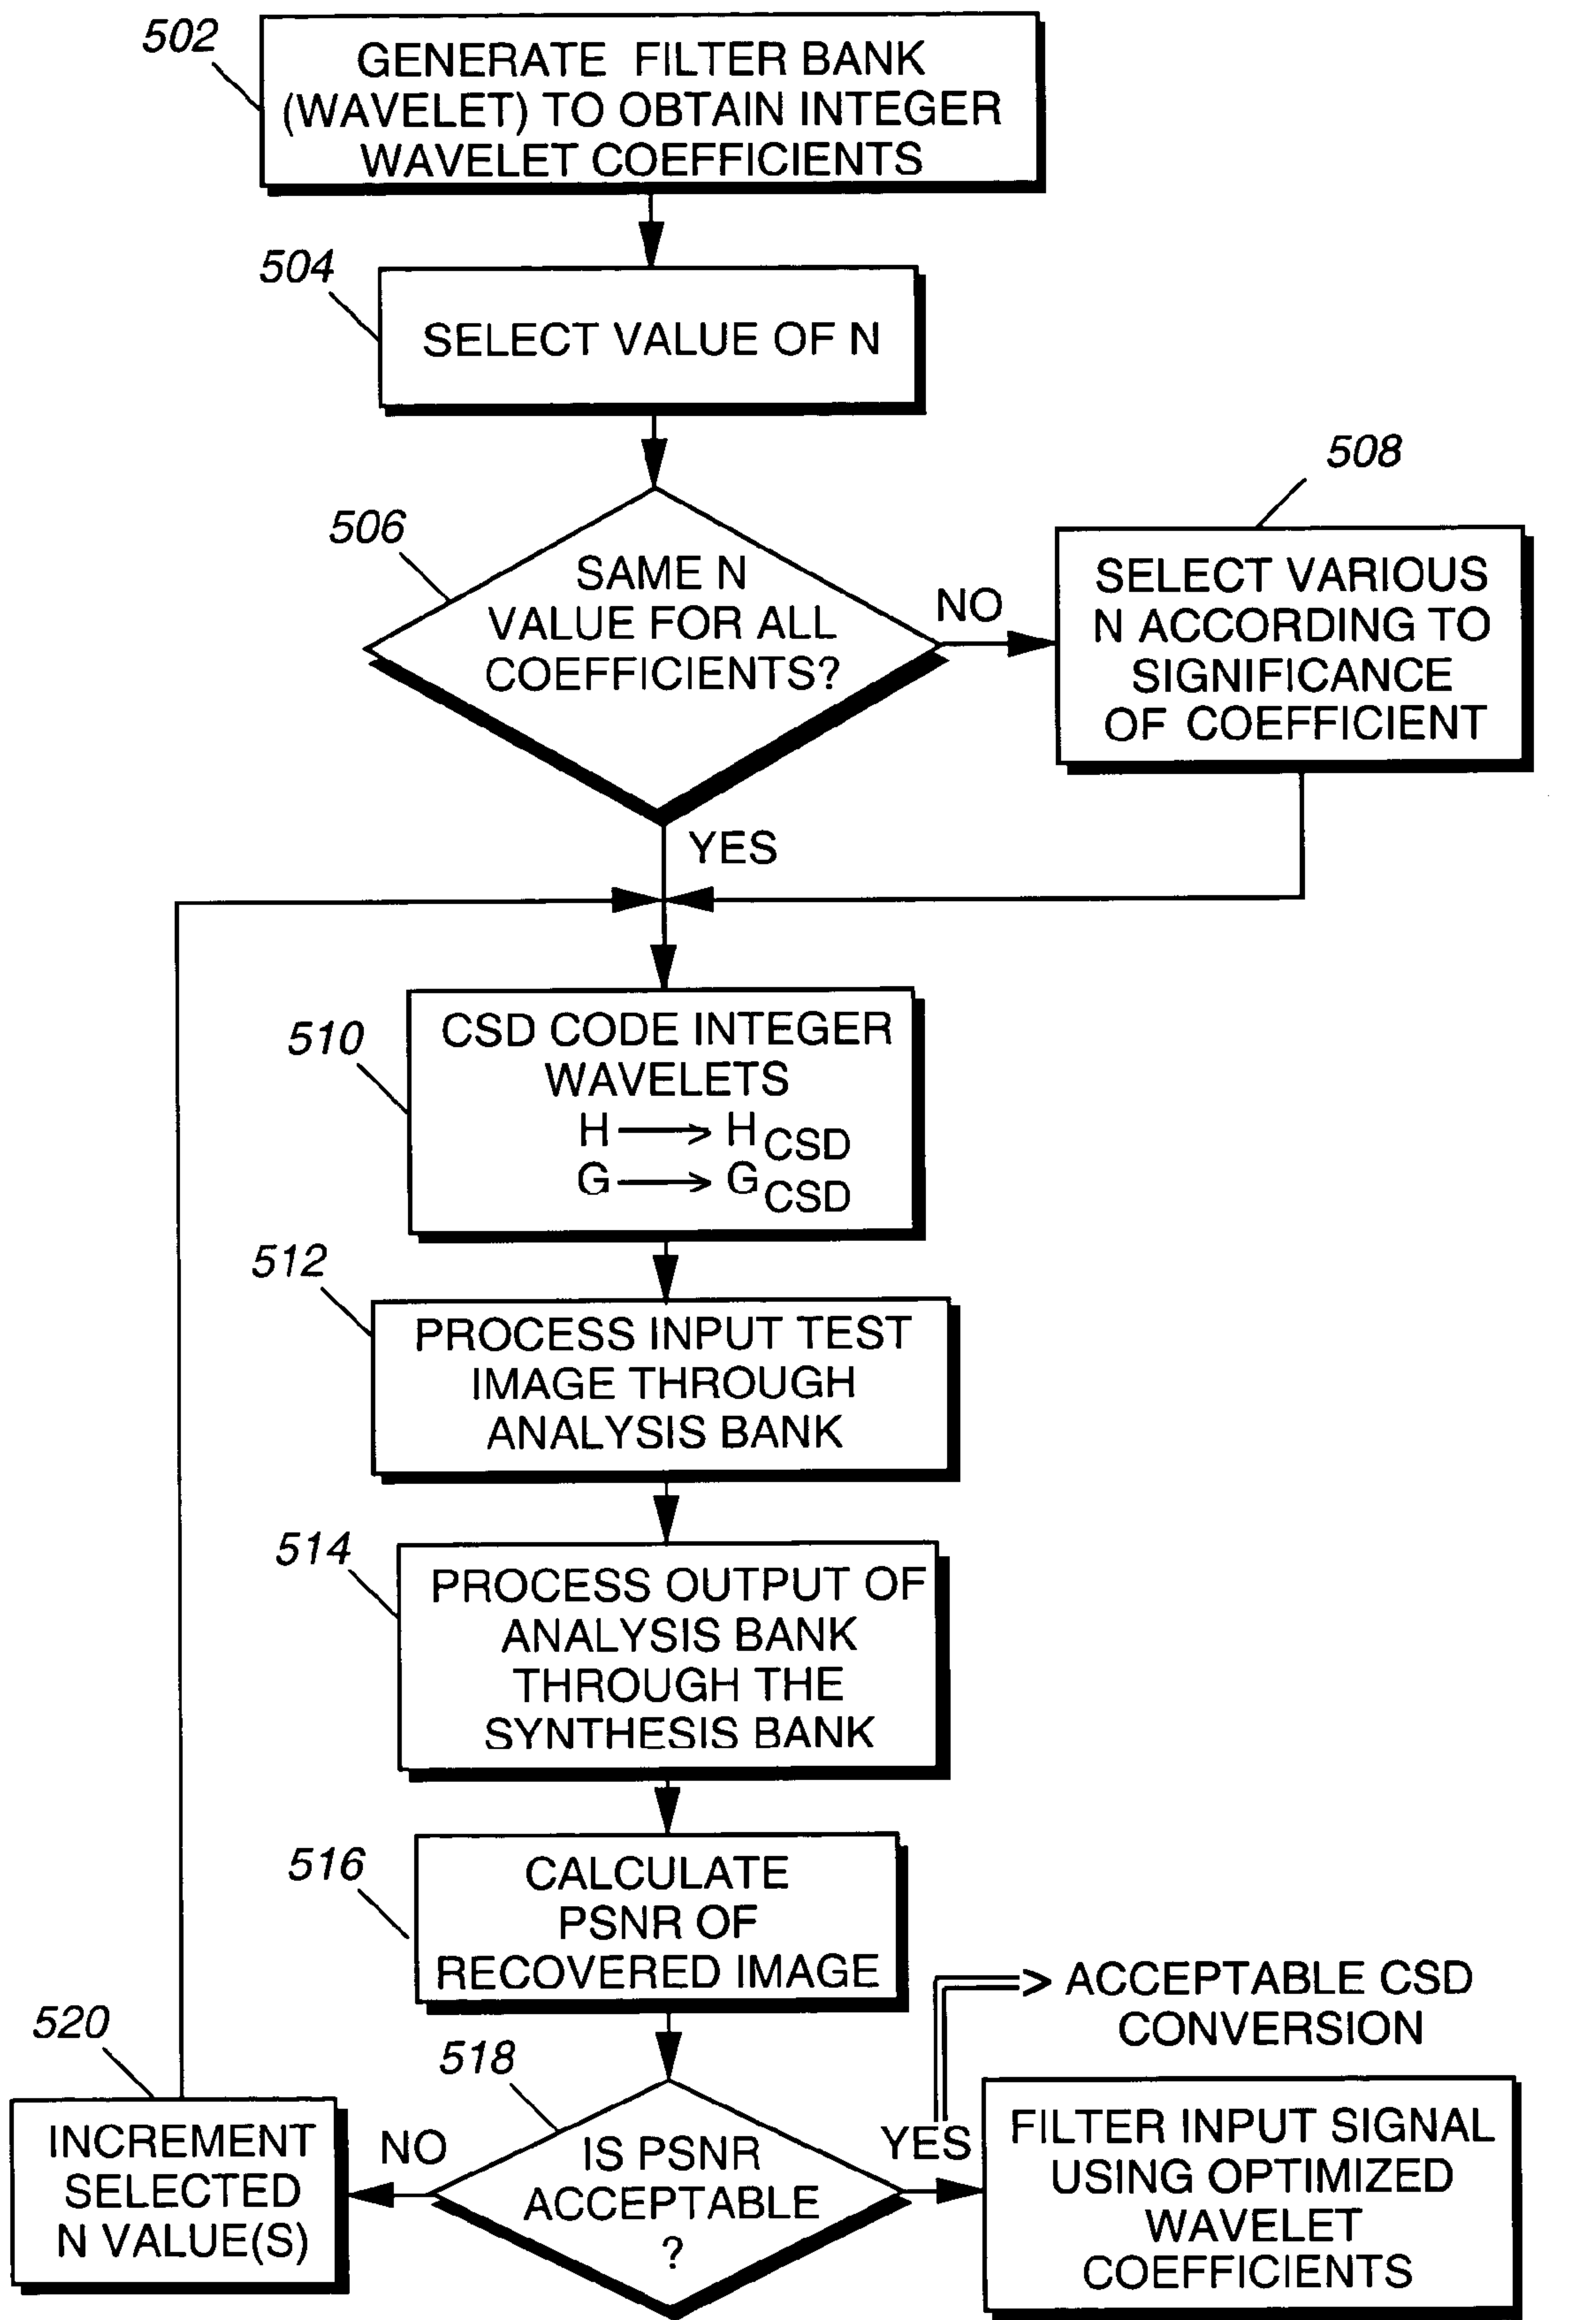 502
GENERATE FILTER BANK
(WAVELET) TO OBTAIN INTEGER
WAVELET COEFFICIENTS
504
SELECT VALUE OF N
506
SAME N
VALUE FOR ALL
COEFFICIENTS?
NO
508
SELECT VARIOUS
N ACCORDING TO
SIGNIFICANCE
OF COEFFICIENT
YES
510
CSD CODE INTEGER
WAVELETS
H → H CSD
G → G CSD
512
PROCESS INPUT TEST
IMAGE THROUGH
ANALYSIS BANK
514
PROCESS OUTPUT OF
ANALYSIS BANK
THROUGH THE
SYNTHESIS BANK
516
CALCULATE
PSNR OF
RECOVERED IMAGE
518
IS PSNR
ACCEPTABLE
?
NO
520
INCREMENT
SELECTED
N VALUE(S)
YES
ACCEPTABLE CSD
CONVERSION
FILTER INPUT SIGNAL
USING OPTIMIZED
WAVELET
COEFFICIENTS